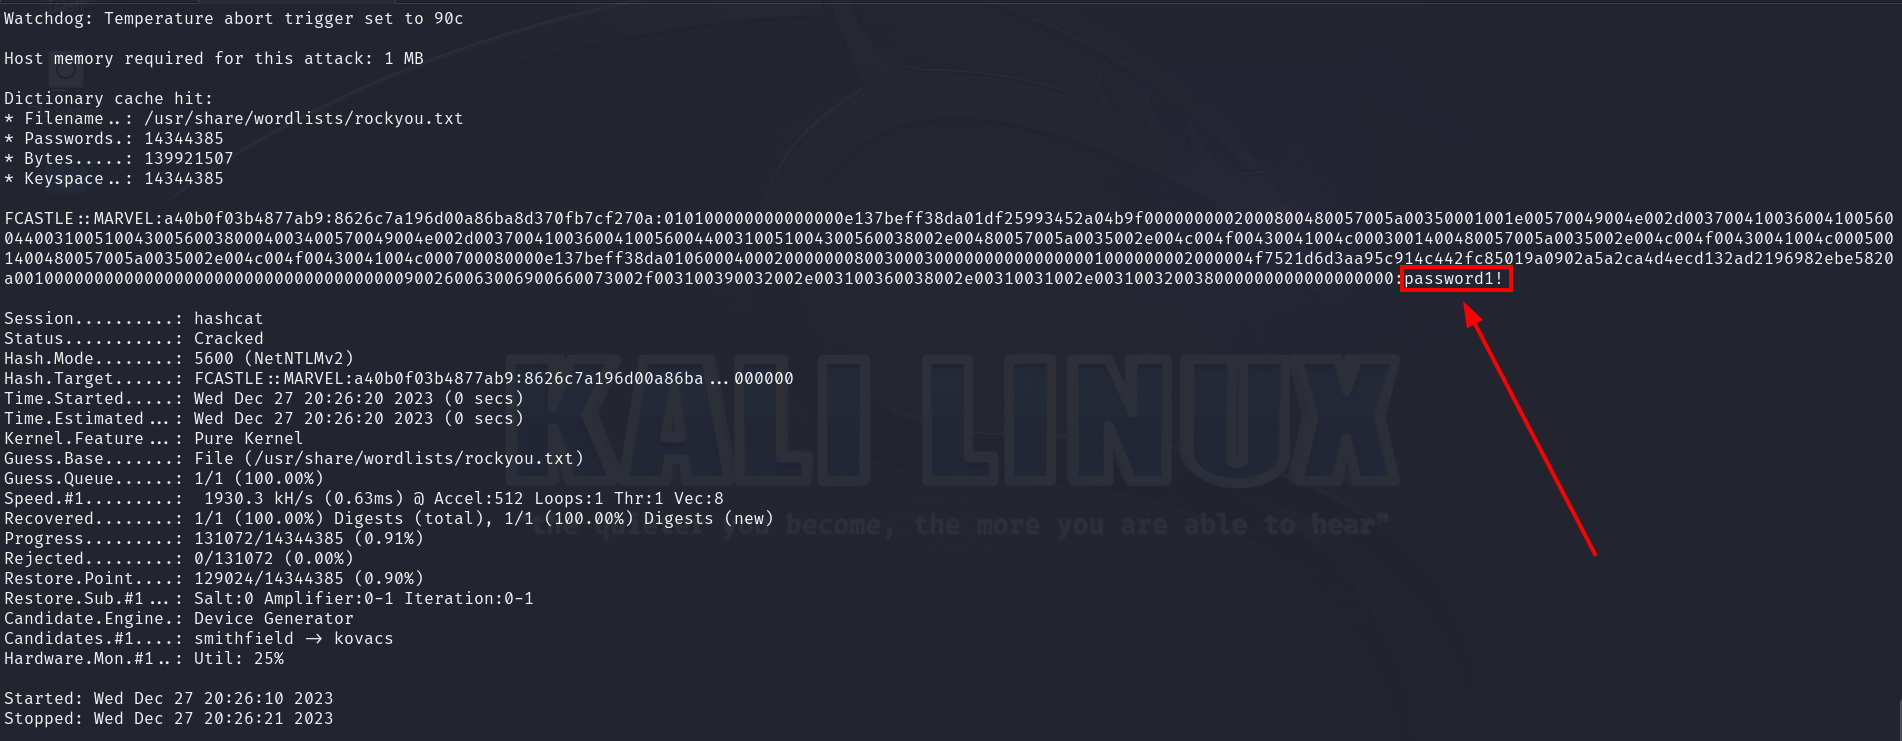 Watchdog: Temperature abort trigger set to 90c
Host memory required for this attack: 1 MB
Dictionary cache hit:
* Filename..: /usr/share/wordlists/rockyou.txt
* Passwords.: 14344385
* Bytes.....: 139921507
* Keyspace..: 14344385
FCASTLE::MARVEL:a40b0f03b4877ab9:8626c7a196d00a86ba8d370fb7cf270a:010100000000000000e137beff38da01df25993452a04b9f0000000002000800480057005a00350001001e00570049004e002d00370041003600410056004400310051004300560038000400340057​0049004e002d00370041003600410056004400310051004300560038002e00480057005a0035002e004c004f00430041004c0003001400480057005a0035002e004c004f00430041004c000500
1400480057005a0035002e004c004f00430041004c000700080000e137beff38da010600040002000000080030003000000000000000010000000020​00004f7521d6d3aa95c914c442fc85019a0902a5a2ca4d4ecd132ad2196982ebe5820
a001000000000000000000000000000000000000900260063006900660073002f003100390032002e003100360038002e00310031002e003100320038000000000000000000:password1!
Session..........: hashcat
Status...........: Cracked
Hash.Mode........: 5600 (NetNTLMv2)
Hash.Target......: FCASTLE::MARVEL:a40b0f03b4877ab9:8626c7a196d00a86ba...000000
Time.Started.....: Wed Dec 27 20:26:20 2023 (0 secs)
Time.Estimated...: Wed Dec 27 20:26:20 2023 (0 secs)
Kernel.Feature...: Pure Kernel
Guess.Base.......: File (/usr/share/wordlists/rockyou.txt)
Guess.Queue......: 1/1 (100.00%)
Speed.#1.........:  1930.3 kH/s (0.63ms) @ Accel:512 Loops:1 Thr:1 Vec:8
Recovered........: 1/1 (100.00%) Digests (total), 1/1 (100.00%) Digests (new)
Progress.........: 131072/14344385 (0.91%)
Rejected.........: 0/131072 (0.00%)
Restore.Point....: 129024/14344385 (0.90%)
Restore.Sub.#1...: Salt:0 Amplifier:0-1 Iteration:0-1
Candidate.Engine.: Device Generator
Candidates.#1....: smithfield -> kovacs
Hardware.Mon.#1..: Util: 25%
Started: Wed Dec 27 20:26:10 2023
Stopped: Wed Dec 27 20:26:21 2023
KALI LINUX
"the quieter you become, the more you are able to hear"